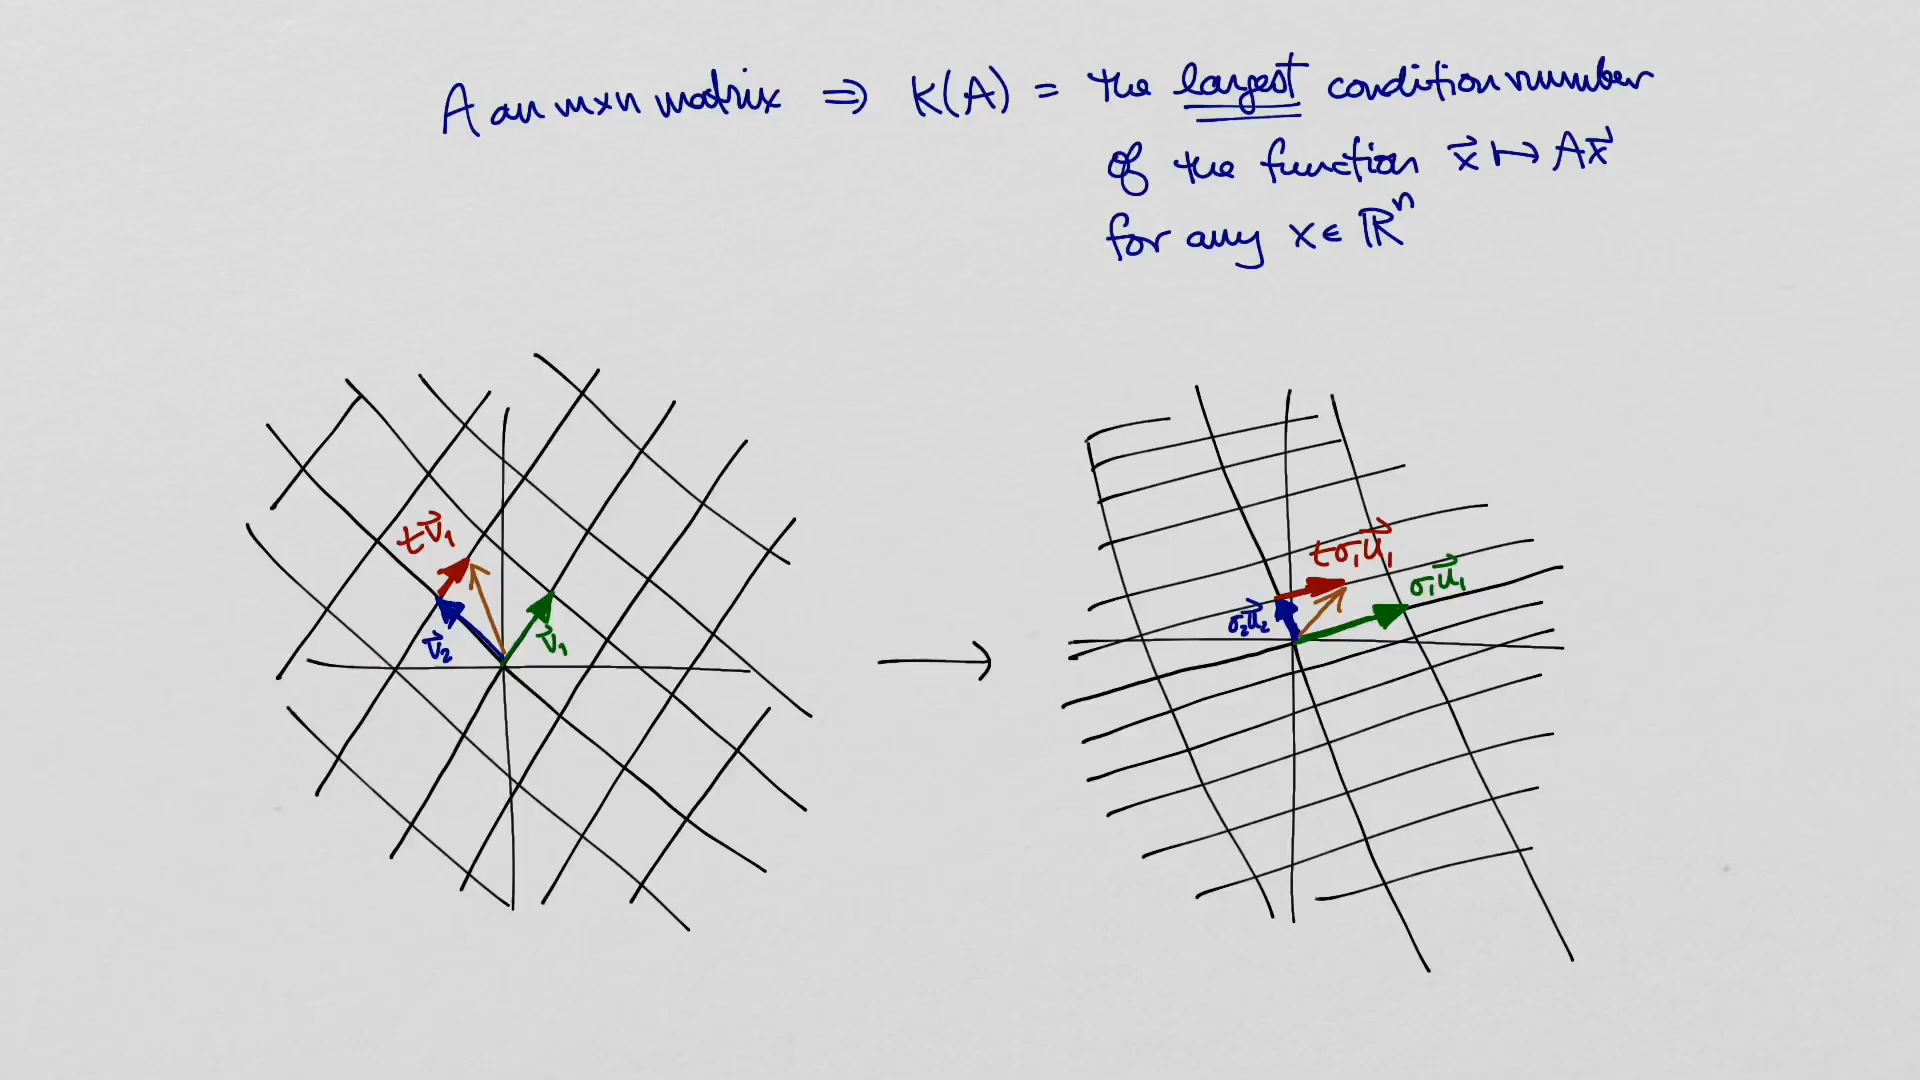 A an m×n matrix ⇒ K(A) = the largest condition number
of the function x⃗ ↦ Ax⃗
for any x ∈ ℝⁿ
tv⃗₁
v⃗₂
v⃗₁
tσ₁u⃗₁
σ₁u⃗₁
σ₂u⃗₂